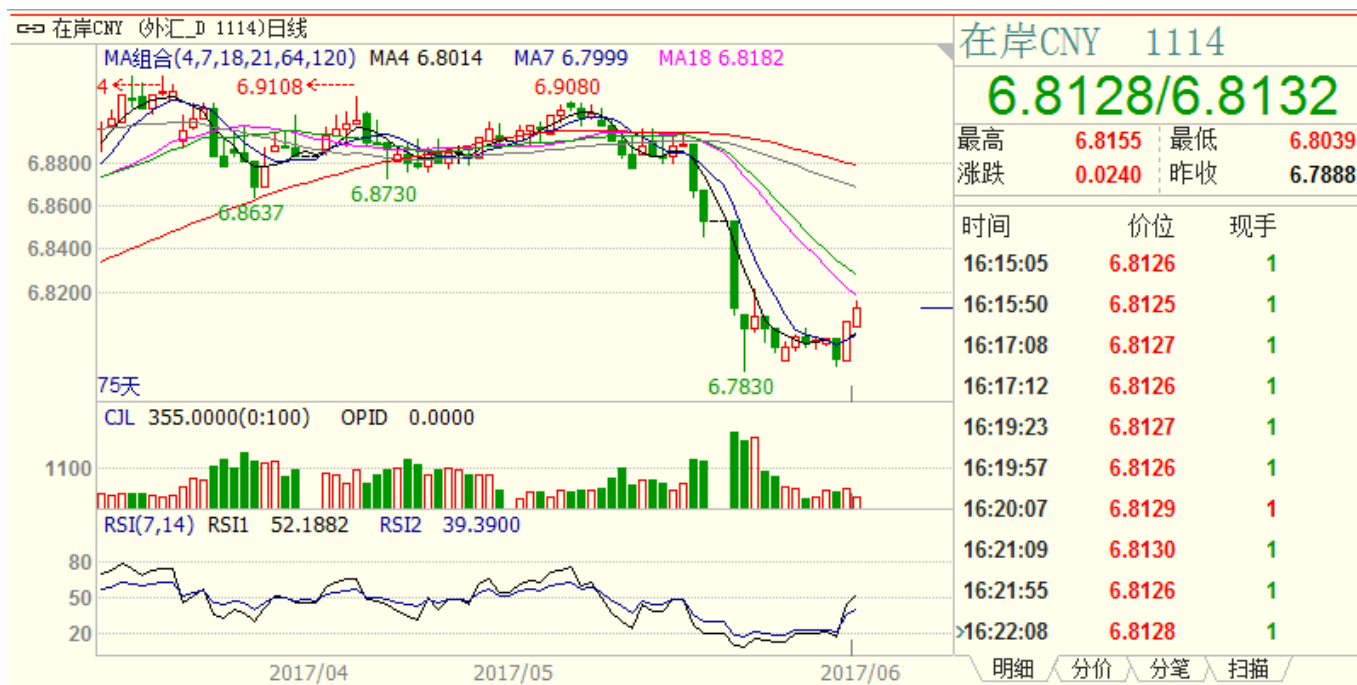 在岸CNY (外汇_D 1114)日线
MA组合(4,7,18,21,64,120) MA4 6.8014 MA7 6.7999 MA18 6.8182
4 6.9108 6.9080
6.8800
6.8600
6.8637 6.8730
6.8400
6.8200
75天 6.7830
CJL 355.0000(0:100) OPID 0.0000
1100
RSI(7,14) RSI1 52.1882 RSI2 39.3900
80
50
20
2017/04 2017/05 2017/06
在岸CNY 1114
6.8128/6.8132
最高 6.8155 最低 6.8039
涨跌 0.0240 昨收 6.7888
时间 价位 现手
16:15:05 6.8126 1
16:15:50 6.8125 1
16:17:08 6.8127 1
16:17:12 6.8126 1
16:19:23 6.8127 1
16:19:57 6.8126 1
16:20:07 6.8129 1
16:21:09 6.8130 1
16:21:55 6.8126 1
>16:22:08 6.8128 1
明细 分价 分笔 扫描